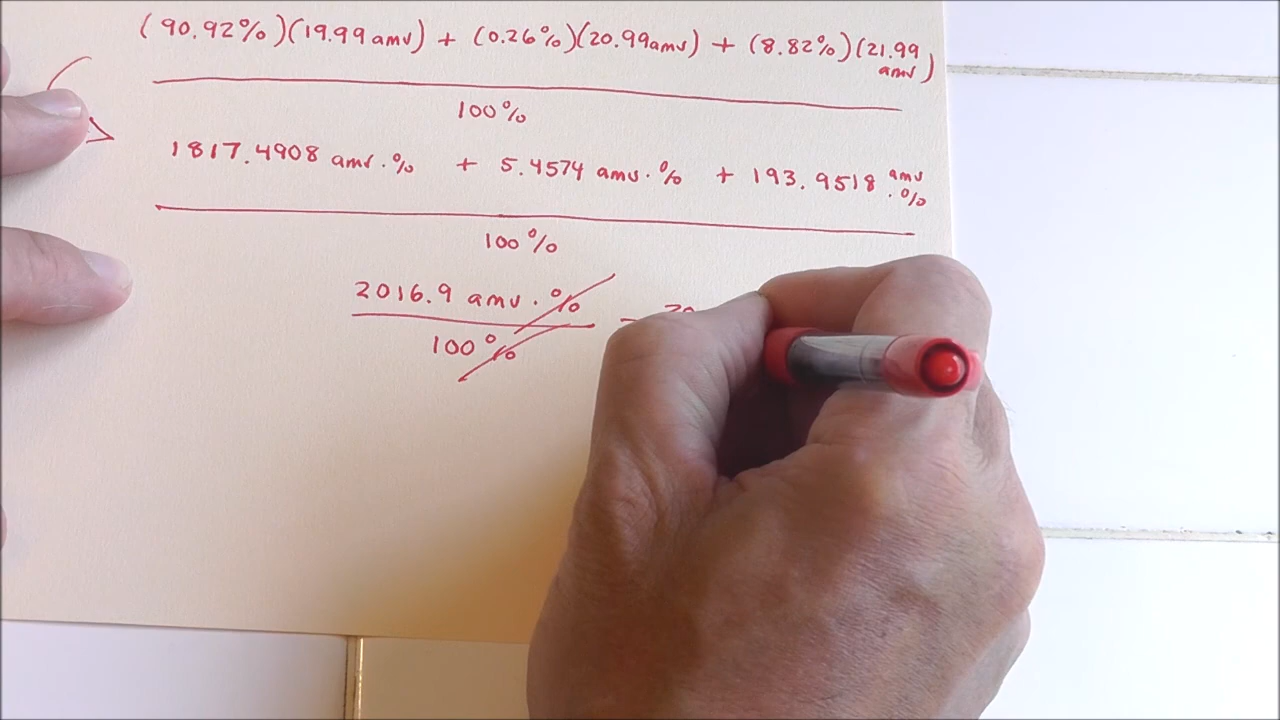 (90.92%)(19.99 amu) + (0.26%)(20.99 amu) + (8.82%)(21.99 amu)
100%
1817.4908 amu·% + 5.4574 amu·% + 193.9518 amu·%
100%
2016.9 amu·% = 20
100%